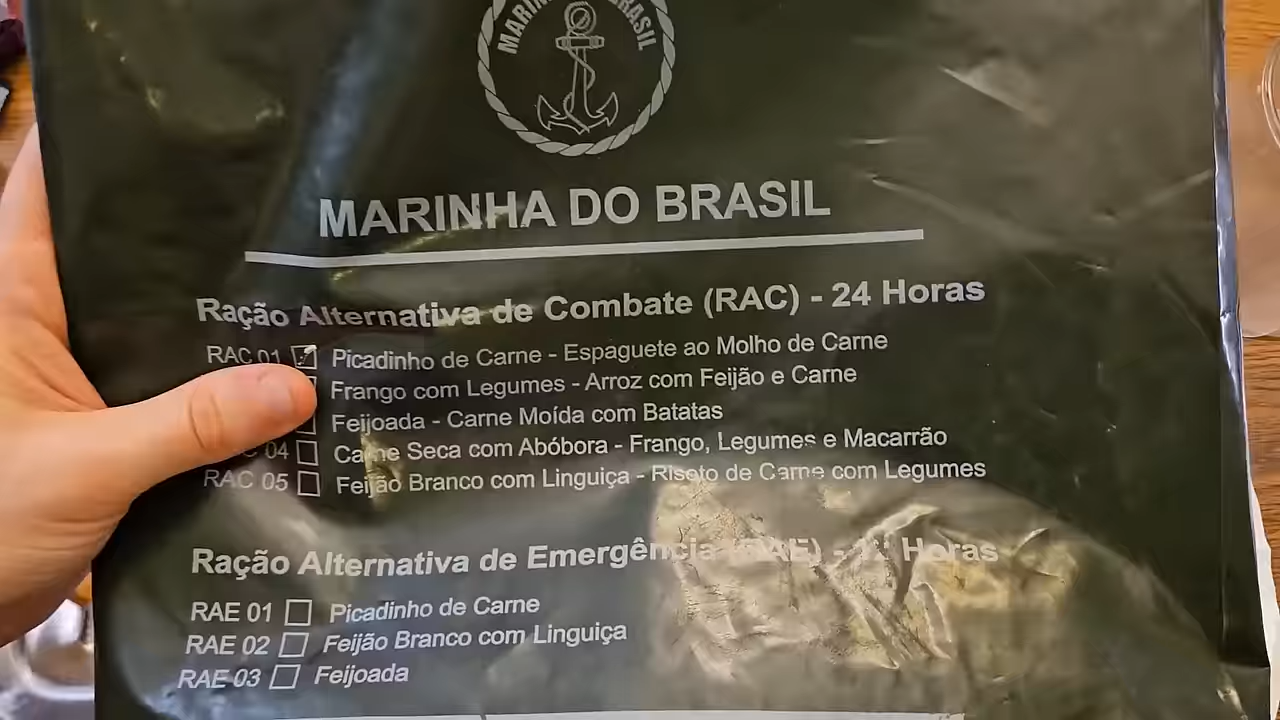 MARINHA DO BRASIL
Ração Alternativa de Combate (RAC) - 24 Horas
RAC 01 Picadinho de Carne - Espaguete ao Molho de Carne
Frango com Legumes - Arroz com Feijão e Carne
Feijoada - Carne Moída com Batatas
04 Carne Seca com Abóbora - Frango, Legumes e Macarrão
RAC 05 Feijão Branco com Linguiça - Risoto de Carne com Legumes
Ração Alternativa de Emergência (RAE) - Horas
RAE 01 Picadinho de Carne
RAE 02 Feijão Branco com Linguiça
RAE 03 Feijoada